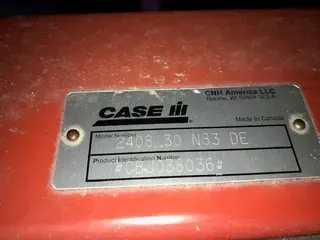 CNH America LLC
Racine, WI 53404 U.S.A.
CASE IH
Made in Canada
Model Number
2408 30 N83 DE
Product Identification Number
#CBJ036036#